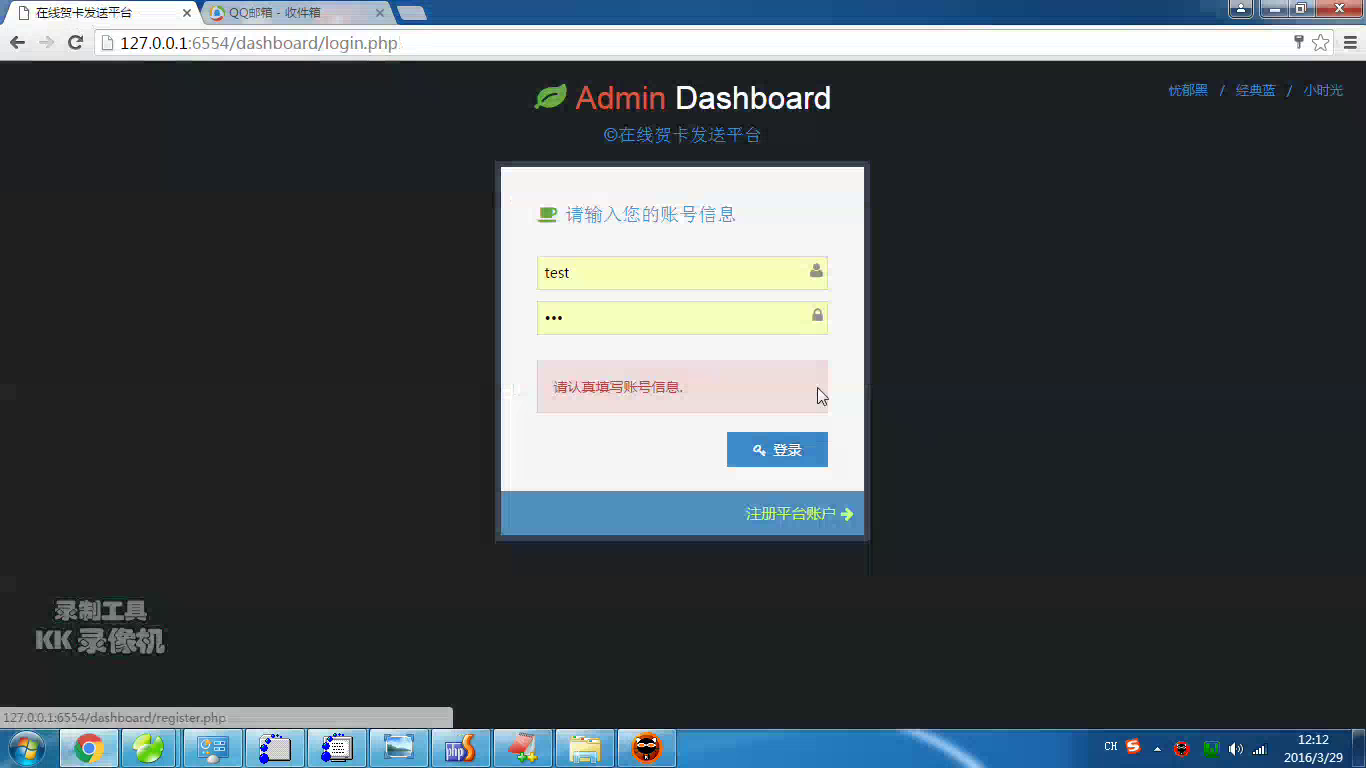 在线贺卡发送平台
QQ邮箱 - 收件箱
127.0.0.1:6554/dashboard/login.php
Admin Dashboard
忧郁黑 / 经典蓝 / 小时光
©在线贺卡发送平台
请输入您的账号信息
test
•••
请认真填写账号信息.
登录
注册平台账户
录制工具
KK 录像机
127.0.0.1:6554/dashboard/register.php
php
CH
12:12
2016/3/29